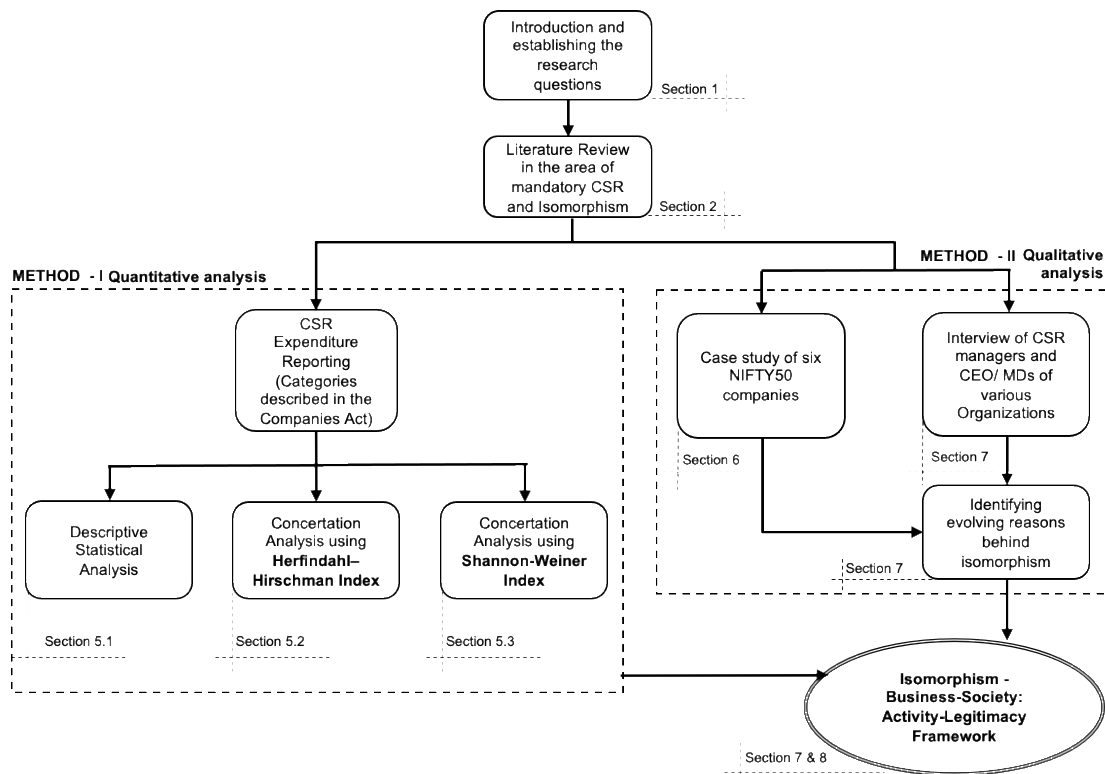 Introduction and
establishing the
research
questions
Section 1
Literature Review
in the area of
mandatory CSR
and Isomorphism
Section 2
METHOD - I Quantitative analysis
CSR
Expenditure
Reporting
(Categories
described in the
Companies Act)
Descriptive
Statistical
Analysis
Section 5.1
Concertation
Analysis using
Herfindahl–
Hirschman Index
Section 5.2
Concertation
Analysis using
Shannon-Weiner
Index
Section 5.3
METHOD - II Qualitative
analysis
Case study of six
NIFTY50
companies
Section 6
Interview of CSR
managers and
CEO/ MDs of
various
Organizations
Section 7
Identifying
evolving reasons
behind
isomorphism
Section 7
Isomorphism -
Business-Society:
Activity-Legitimacy
Framework
Section 7 & 8